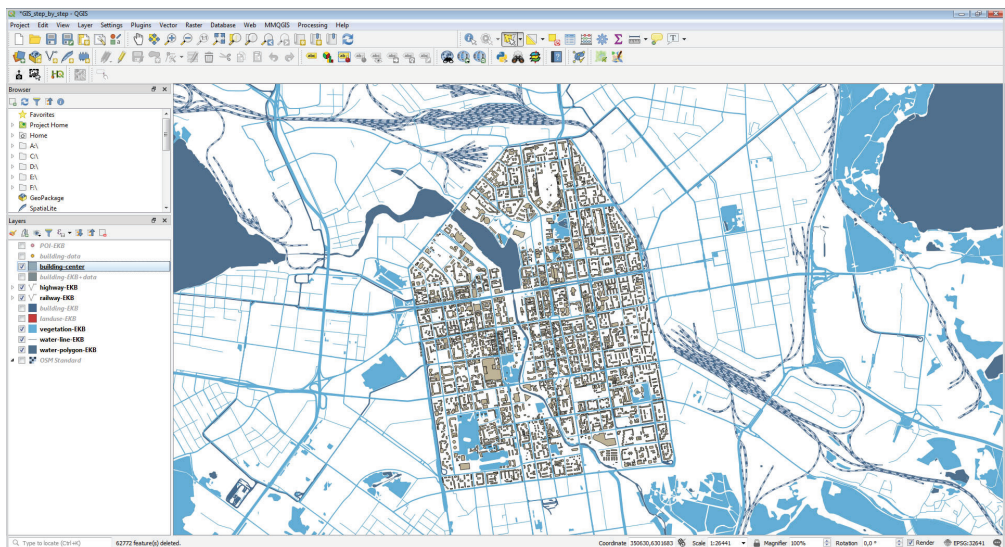 *GIS_step_by_step - QGIS
Project Edit View Layer Settings Plugins Vector Raster Database Web MMQGIS Processing Help
Browser
Favorites
Project Home
Home
A:\
C:\
D:\
E:\
F:\
GeoPackage
SpatiaLite
Layers
POI-EKB
building-data
building-center
building-EKB+data
highway-EKB
railway-EKB
building-EKB
landuse-EKB
vegetation-EKB
water-line-EKB
water-polygon-EKB
OSM Standard
Type to locate (Ctrl+K) 62772 feature(s) deleted. Coordinate 350630,6301683 Scale 1:26441 Magnifier 100% Rotation 0,0 ° Render EPSG:32641